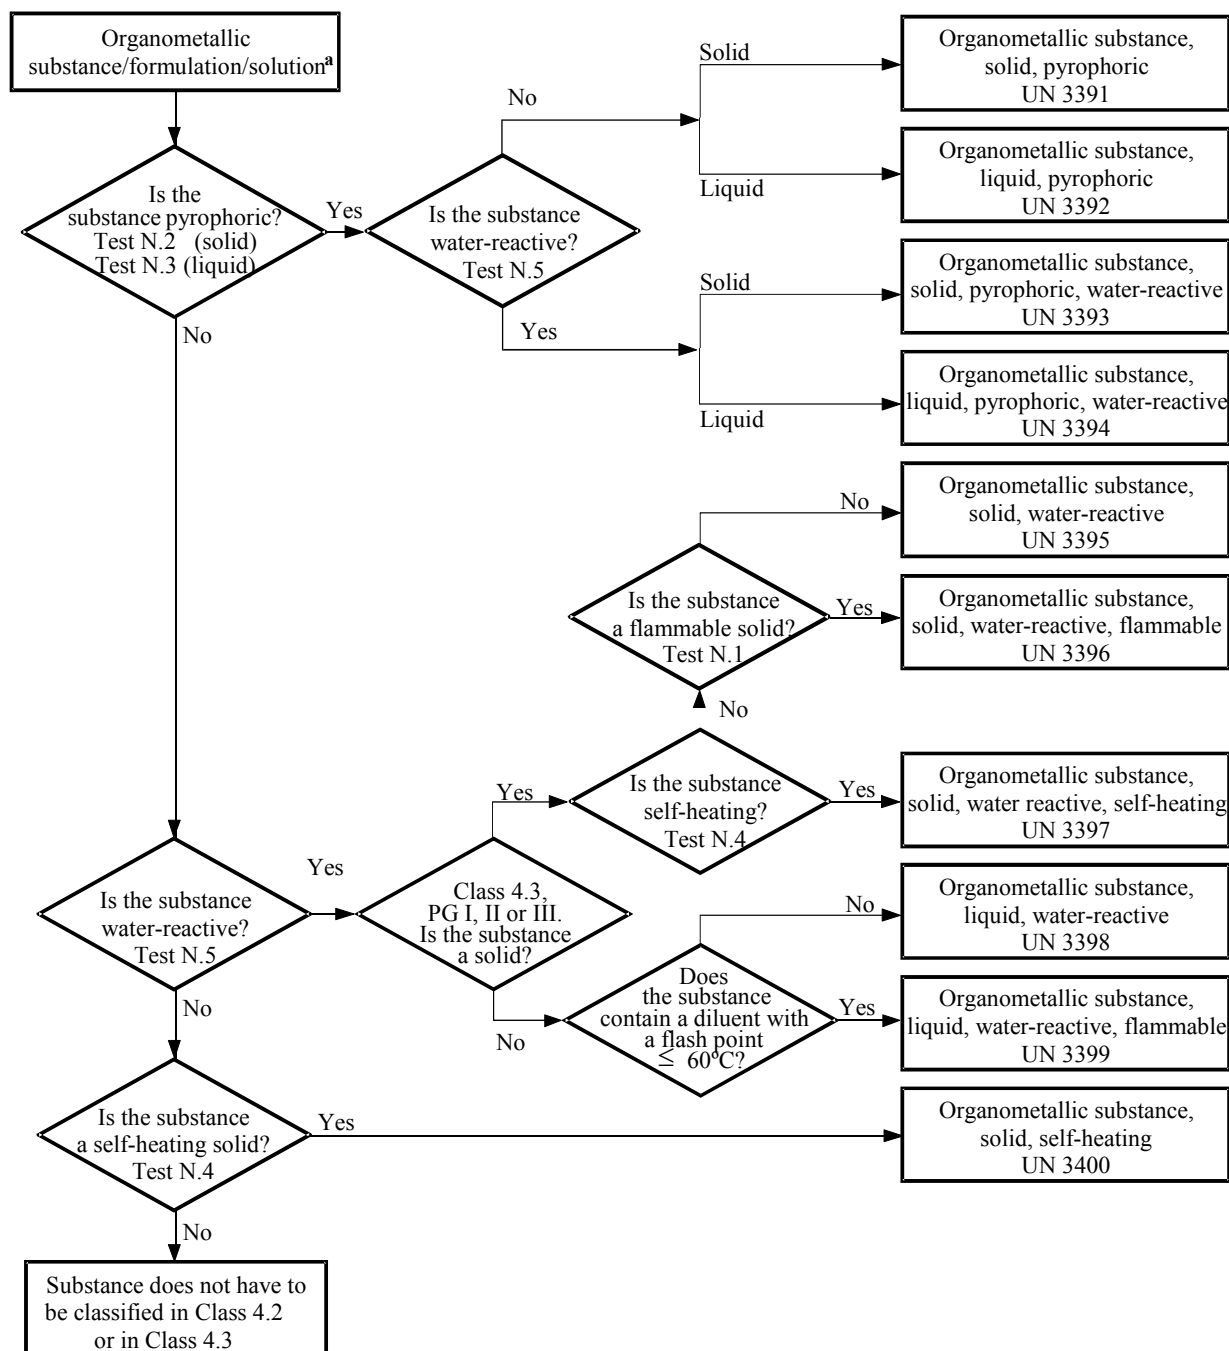 Organometallic
substance/formulation/solutionᵃ
Is the
substance pyrophoric?
Test N.2 (solid)
Test N.3 (liquid)
Yes
No
Is the substance
water-reactive?
Test N.5
No
Yes
Solid
Liquid
Solid
Liquid
Organometallic substance,
solid, pyrophoric
UN 3391
Organometallic substance,
liquid, pyrophoric
UN 3392
Organometallic substance,
solid, pyrophoric, water-reactive
UN 3393
Organometallic substance,
liquid, pyrophoric, water-reactive
UN 3394
Organometallic substance,
solid, water-reactive
UN 3395
No
Is the substance
a flammable solid?
Test N.1
Yes
Organometallic substance,
solid, water-reactive, flammable
UN 3396
No
Is the substance
self-heating?
Test N.4
Yes
Yes
Organometallic substance,
solid, water reactive, self-heating
UN 3397
Is the substance
water-reactive?
Test N.5
Yes
No
Class 4.3,
PG I, II or III.
Is the substance
a solid?
No
Does
the substance
contain a diluent with
a flash point
≤ 60°C?
No
Yes
Organometallic substance,
liquid, water-reactive
UN 3398
Organometallic substance,
liquid, water-reactive, flammable
UN 3399
Is the substance
a self-heating solid?
Test N.4
Yes
No
Organometallic substance,
solid, self-heating
UN 3400
Substance does not have to
be classified in Class 4.2
or in Class 4.3